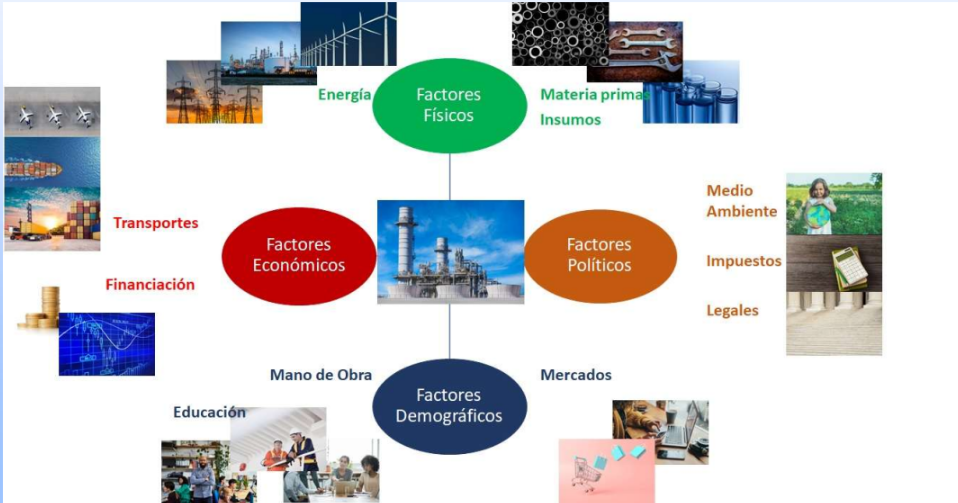 Energía
Factores
Físicos
Materia primas
Insumos
Transportes
Financiación
Factores
Económicos
Factores
Políticos
Medio
Ambiente
Impuestos
Legales
Mano de Obra
Educación
Factores
Demográficos
Mercados